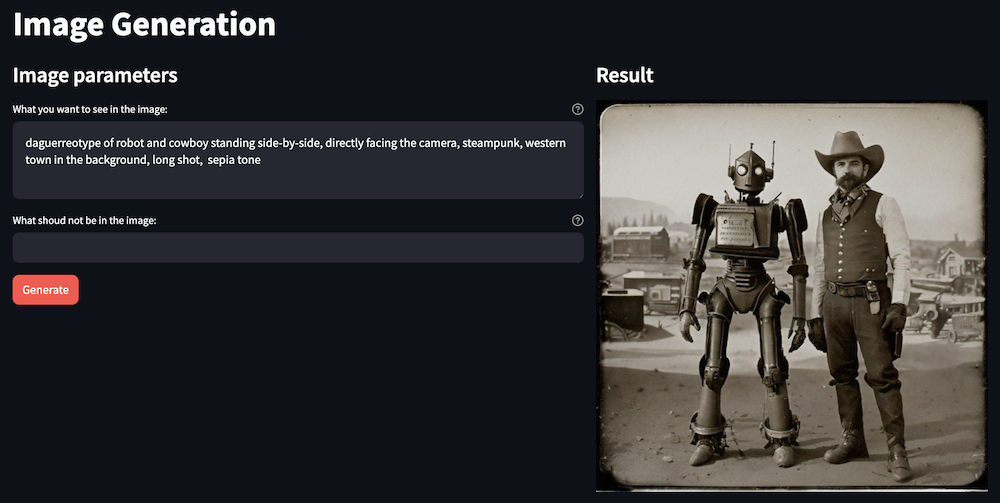 Image Generation
Image parameters
What you want to see in the image:
daguerreotype of robot and cowboy standing side-by-side, directly facing the camera, steampunk, western
town in the background, long shot,  sepia tone
What shoud not be in the image:
Generate
Result